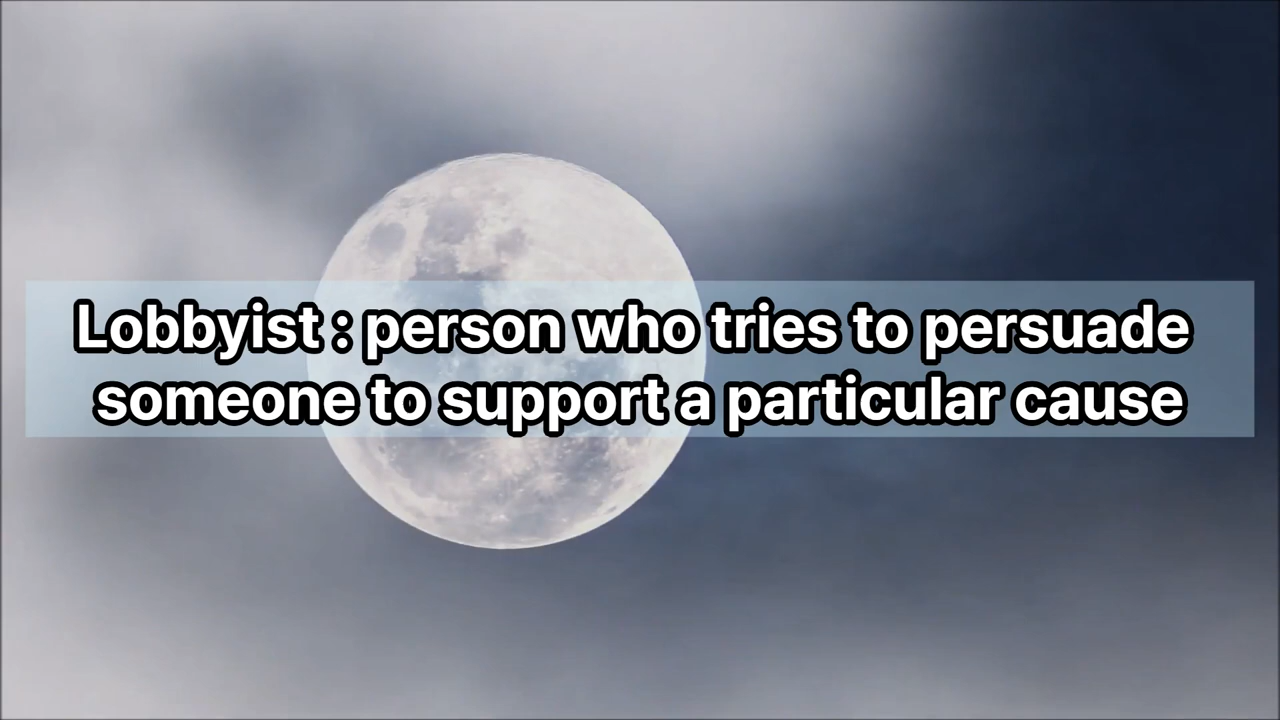 Lobbyist : person who tries to persuade
someone to support a particular cause